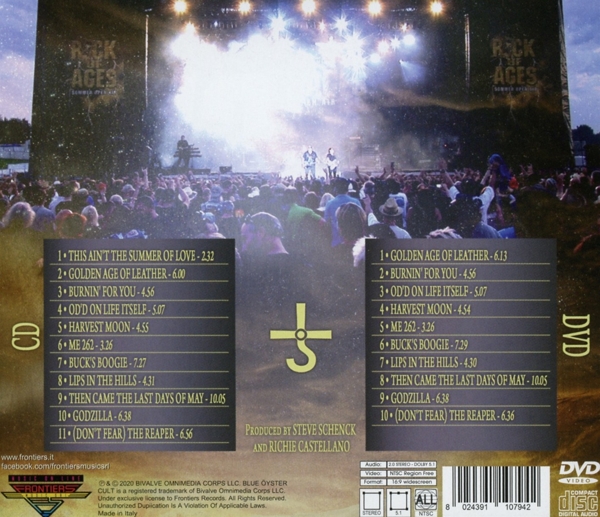 ROCK
OF
AGES
ROCK
OF
AGES
CD
1 • THIS AIN'T THE SUMMER OF LOVE - 2.32
2 • GOLDEN AGE OF LEATHER - 6.00
3 • BURNIN' FOR YOU - 4.56
4 • OD'D ON LIFE ITSELF - 5.07
5 • HARVEST MOON - 4.55
6 • ME 262 - 3.26
7 • BUCK'S BOOGIE - 7.27
8 • LIPS IN THE HILLS - 4.31
9 • THEN CAME THE LAST DAYS OF MAY - 10.05
10 • GODZILLA - 6.38
11 • (DON'T FEAR) THE REAPER - 6.56
DVD
1 • GOLDEN AGE OF LEATHER - 6.13
2 • BURNIN' FOR YOU - 4.56
3 • OD'D ON LIFE ITSELF - 5.07
4 • HARVEST MOON - 4.54
5 • ME 262 - 3.26
6 • BUCK'S BOOGIE - 7.29
7 • LIPS IN THE HILLS - 4.30
8 • THEN CAME THE LAST DAYS OF MAY - 10.05
9 • GODZILLA - 6.38
10 • (DON'T FEAR) THE REAPER - 6.36
PRODUCED BY STEVE SCHENCK
AND RICHIE CASTELLANO
www.frontiers.it
facebook.com/frontiersmusicsrl
FRONTIERS
℗ & © 2020 BIVALVE OMNIMEDIA CORPS LLC. BLUE ÖYSTER
CULT is a registered trademark of Bivalve Omnimedia Corps LLC.
Under exclusive license to Frontiers Records. All Rights Reserved.
Unauthorized Duplication Is A Violation Of Applicable Laws.
Made in Italy
Audio: 2.0 STEREO - DOLBY 5.1
Video: NTSC Region Free
Format: 16:9 widescreen
STEREO
5.1
ALL
NTSC
8 024391 107942
DVD
VIDEO
COMPACT
disc
DIGITAL AUDIO